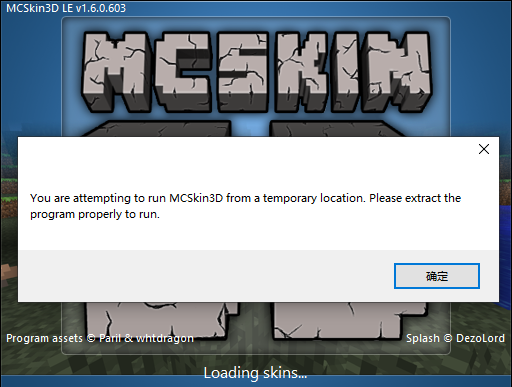 MCSkin3D LE v1.6.0.603
MCSKIN
You are attempting to run MCSkin3D from a temporary location. Please extract the
program properly to run.
确定
Program assets © Paril & whtdragon
Splash © DezoLord
Loading skins...